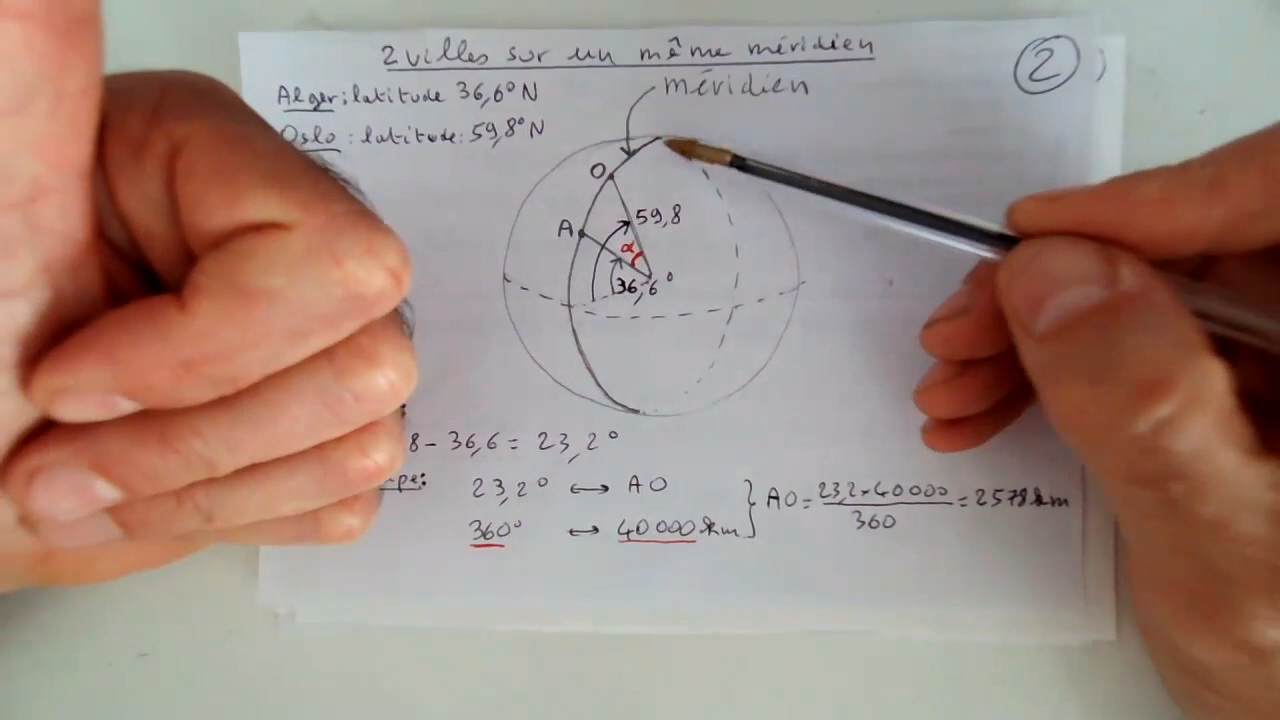 2 villes sur un même méridien
2
Alger: latitude 36,6° N
méridien
Oslo : latitude: 59,8° N
O
A
59,8
α
36,6°
8 - 36,6 = 23,2°
23,2° ↔ AO
360° ↔ 40 000 km
} AO = 23,2 × 40 000 / 360 = 2578 km